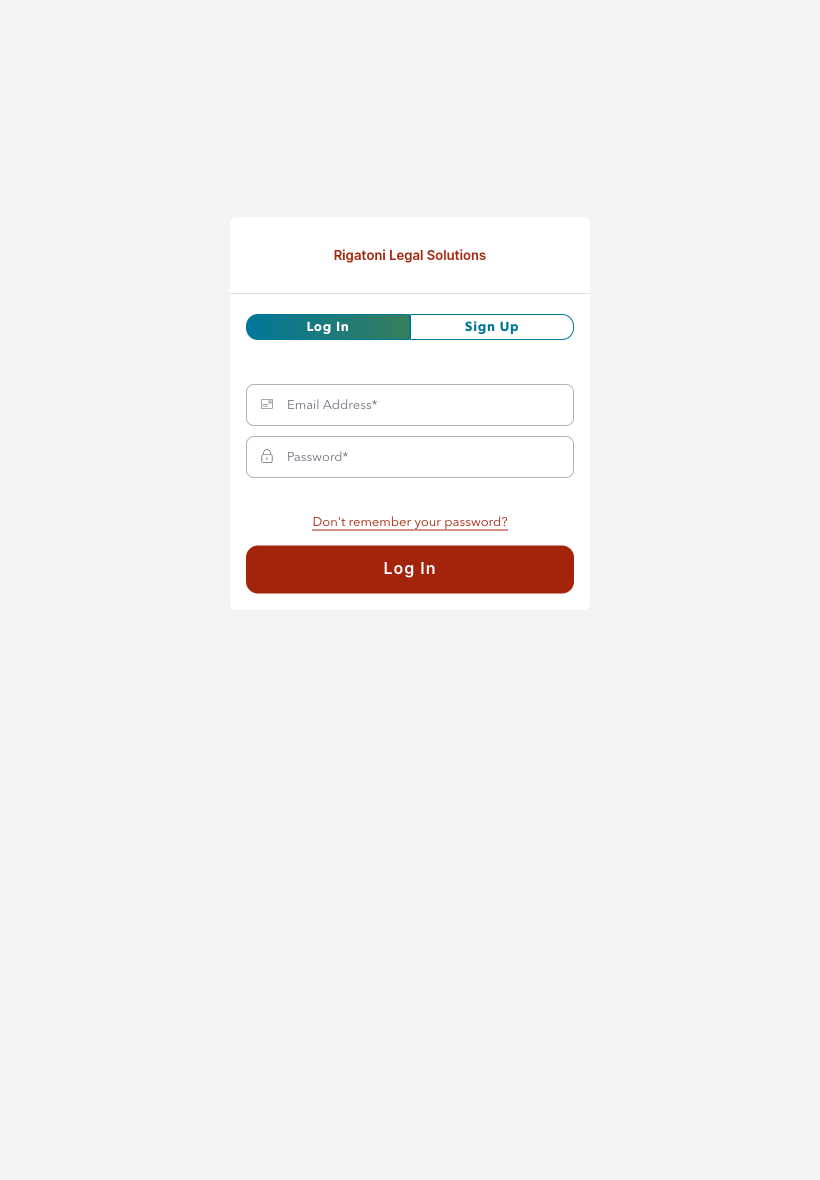 Rigatoni Legal Solutions
Log In
Sign Up
Email Address*
Password*
Don't remember your password?
Log In